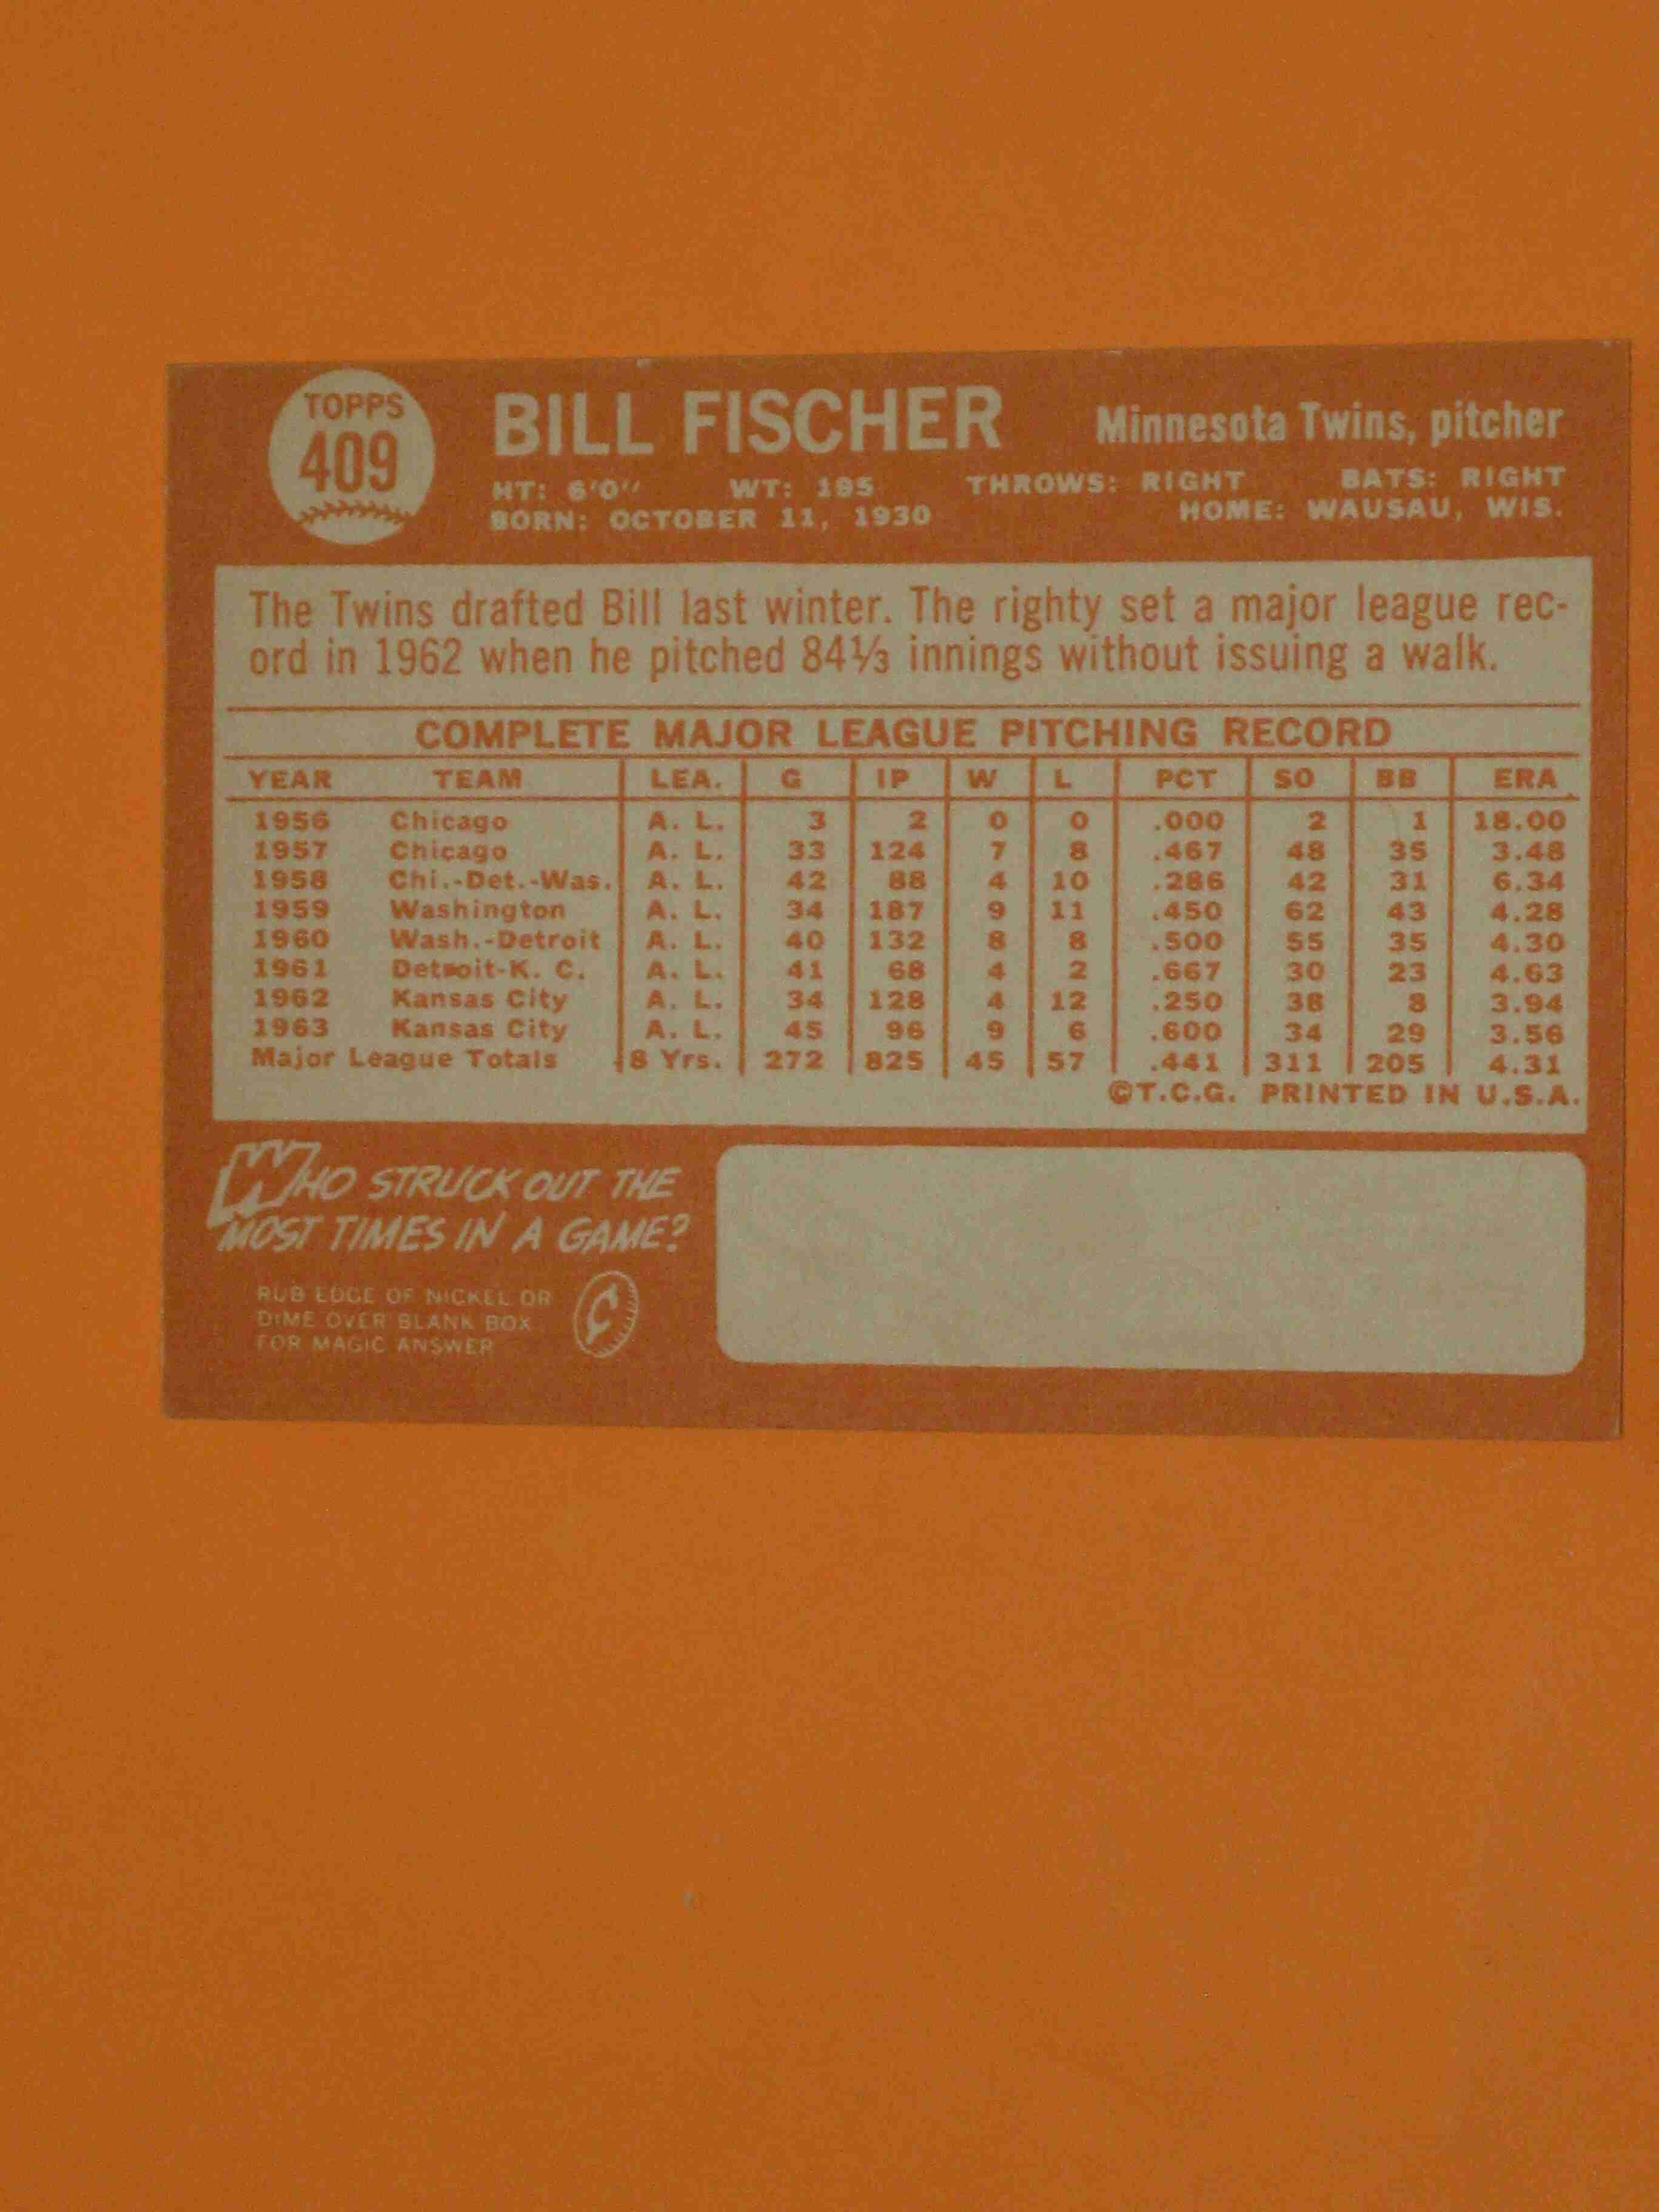 TOPPS
409
BILL FISCHER
Minnesota Twins, pitcher
HT: 6'0" WT: 195 THROWS: RIGHT BATS: RIGHT
BORN: OCTOBER 11, 1930 HOME: WAUSAU, WIS.
The Twins drafted Bill last winter. The righty set a major league rec-
ord in 1962 when he pitched 84⅓ innings without issuing a walk.
COMPLETE MAJOR LEAGUE PITCHING RECORD
YEAR TEAM LEA. G IP W L PCT SO BB ERA
1956 Chicago A. L. 3 2 0 0 .000 2 1 18.00
1957 Chicago A. L. 33 124 7 8 .467 48 35 3.48
1958 Chi.-Det.-Was. A. L. 42 88 4 10 .286 42 31 6.34
1959 Washington A. L. 34 187 9 11 .450 62 43 4.28
1960 Wash.-Detroit A. L. 40 132 8 8 .500 55 35 4.30
1961 Detroit-K. C. A. L. 41 68 4 2 .667 30 23 4.63
1962 Kansas City A. L. 34 128 4 12 .250 38 8 3.94
1963 Kansas City A. L. 45 96 9 6 .600 34 29 3.56
Major League Totals 8 Yrs. 272 825 45 57 .441 311 205 4.31
©T.C.G. PRINTED IN U.S.A.
WHO STRUCK OUT THE
MOST TIMES IN A GAME?
RUB EDGE OF NICKEL OR
DIME OVER BLANK BOX
FOR MAGIC ANSWER